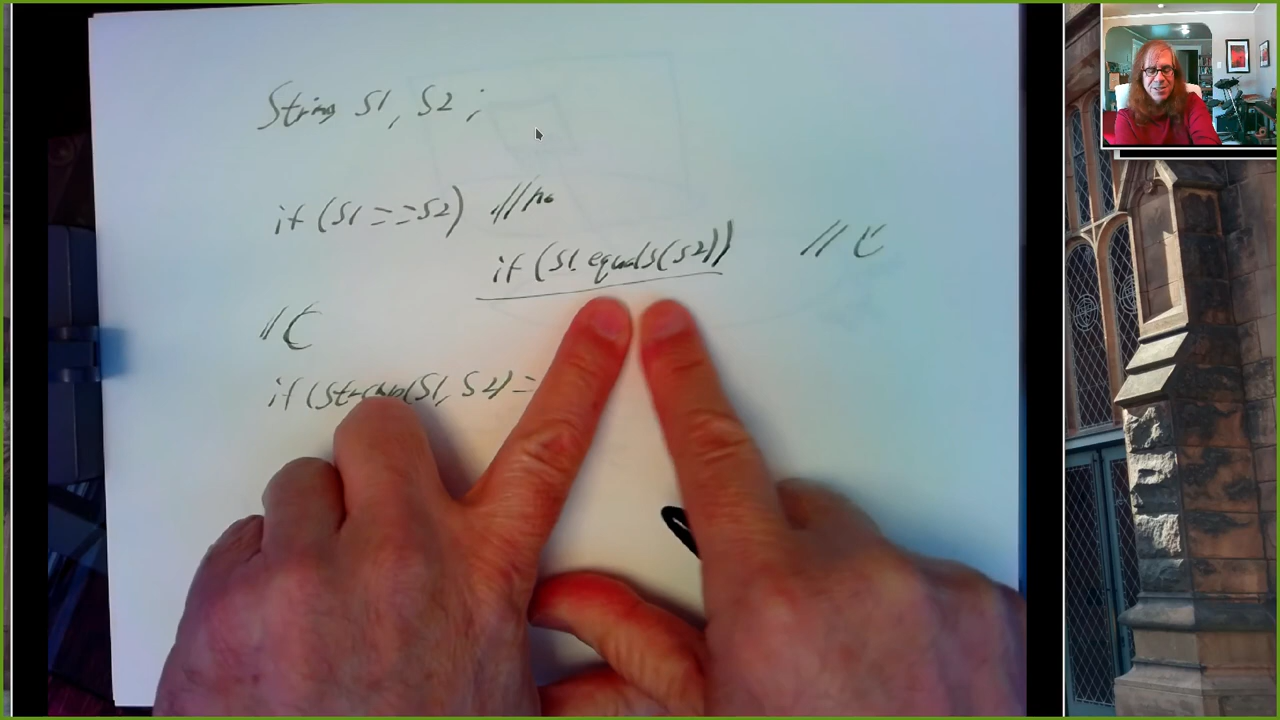 String S1, S2 ;
if (S1 == S2) // no
if (S1.equals(S2)) // C
// C
if (strcmp(S1, S2) =